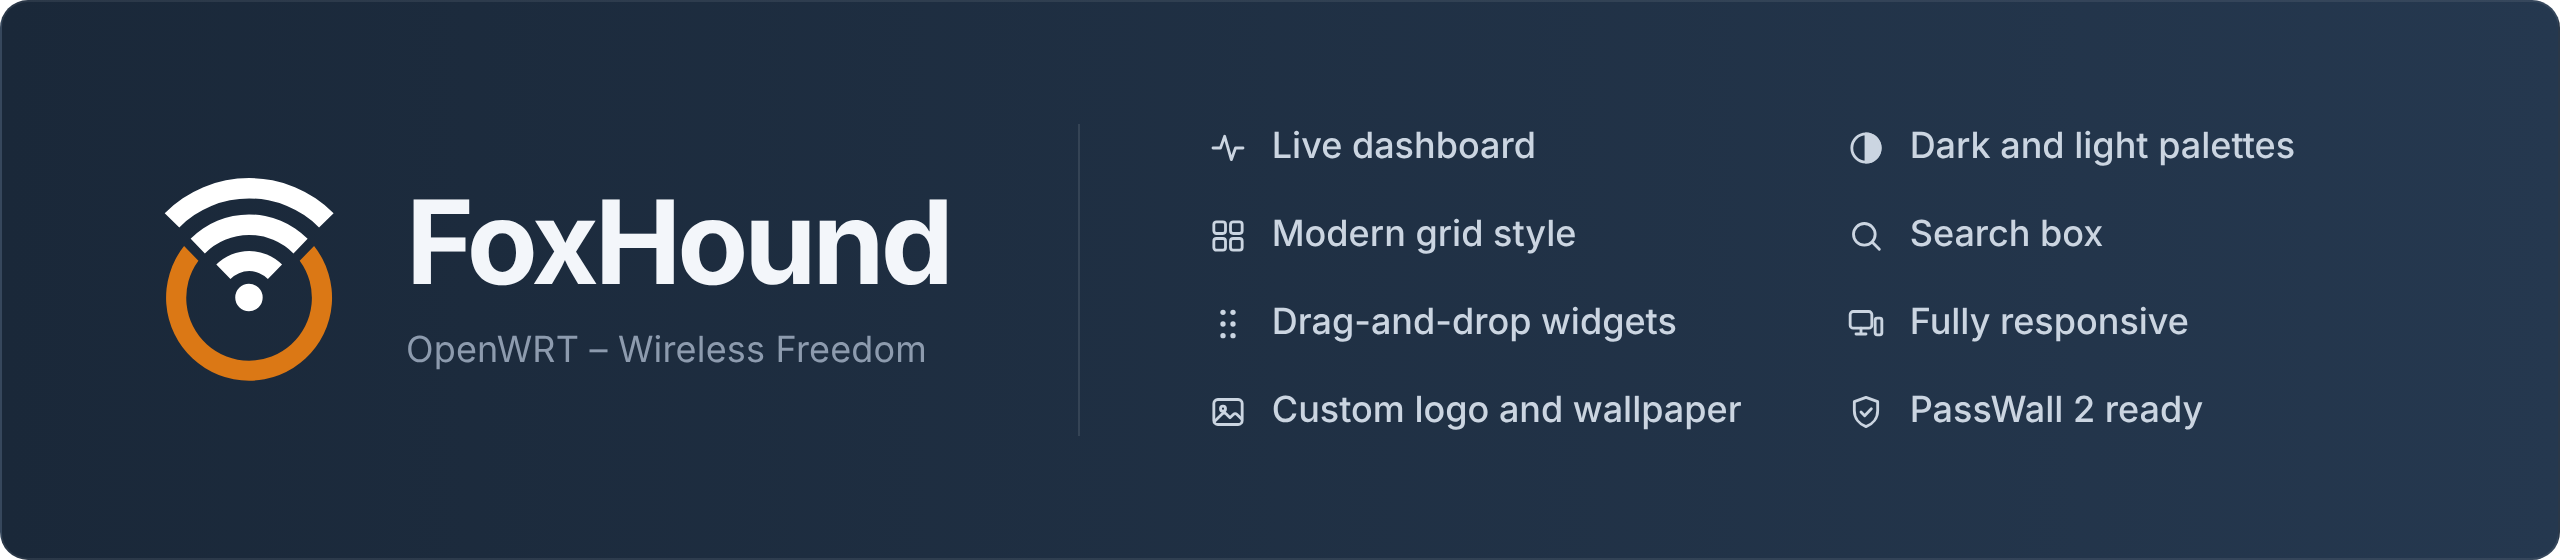 FoxHound
OpenWRT – Wireless Freedom
Live dashboard
Modern grid style
Drag-and-drop widgets
Custom logo and wallpaper
Dark and light palettes
Search box
Fully responsive
PassWall 2 ready